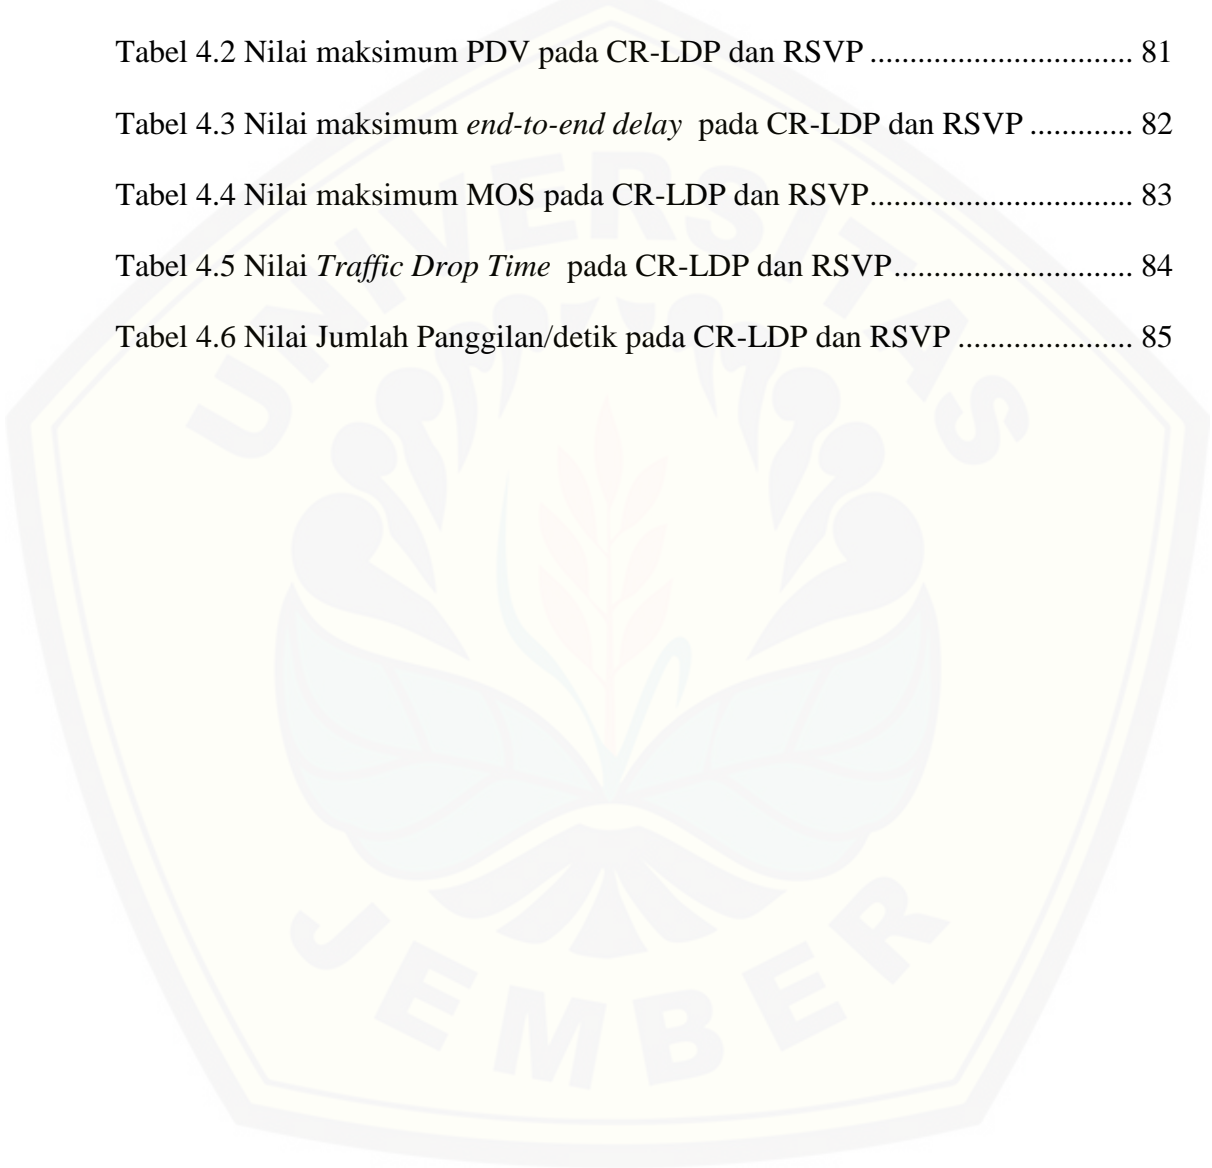 Tabel 4.2 Nilai maksimum PDV pada CR-LDP dan RSVP ................................. 81
Tabel 4.3 Nilai maksimum end-to-end delay  pada CR-LDP dan RSVP ............. 82
Tabel 4.4 Nilai maksimum MOS pada CR-LDP dan RSVP................................. 83
Tabel 4.5 Nilai Traffic Drop Time  pada CR-LDP dan RSVP.............................. 84
Tabel 4.6 Nilai Jumlah Panggilan/detik pada CR-LDP dan RSVP ...................... 85
UNIVERSITAS
JEMBER